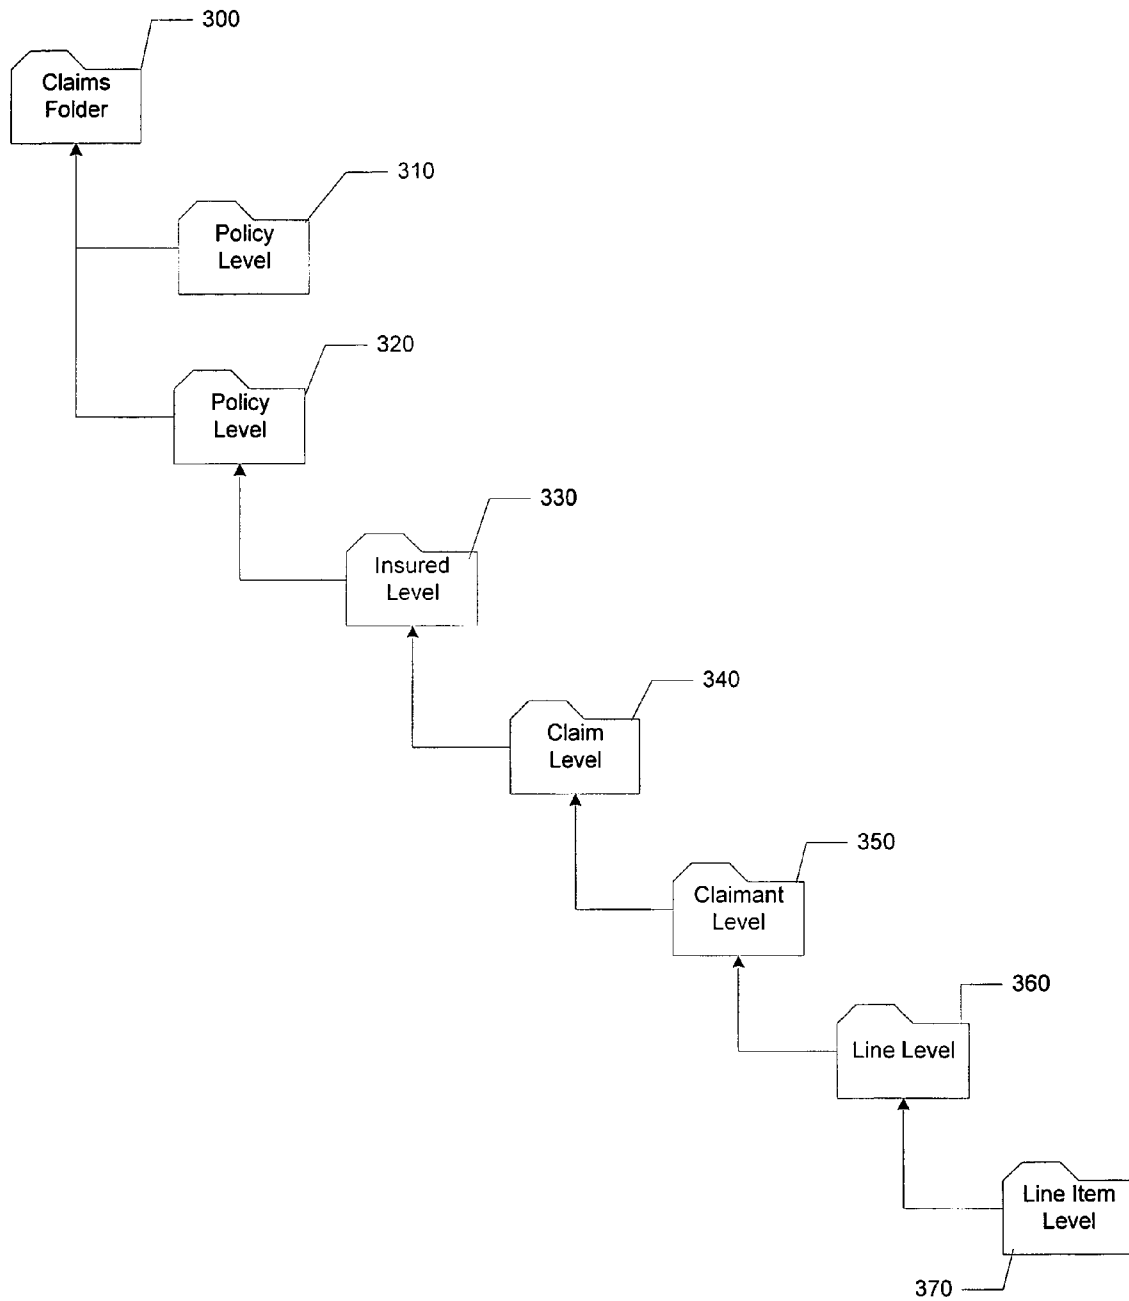 300
Claims
Folder
310
Policy
Level
320
Policy
Level
330
Insured
Level
340
Claim
Level
350
Claimant
Level
360
Line Level
Line Item
Level
370